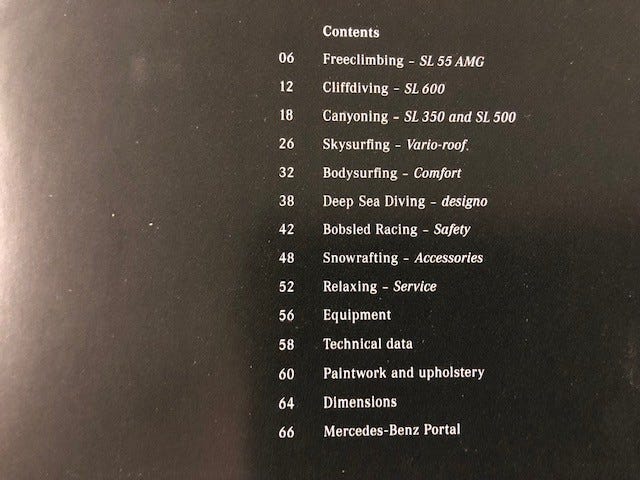 Contents
06 Freeclimbing – SL 55 AMG
12 Cliffdiving – SL 600
18 Canyoning – SL 350 and SL 500
26 Skysurfing – Vario-roof
32 Bodysurfing – Comfort
38 Deep Sea Diving – designo
42 Bobsled Racing – Safety
48 Snowrafting – Accessories
52 Relaxing – Service
56 Equipment
58 Technical data
60 Paintwork and upholstery
64 Dimensions
66 Mercedes-Benz Portal